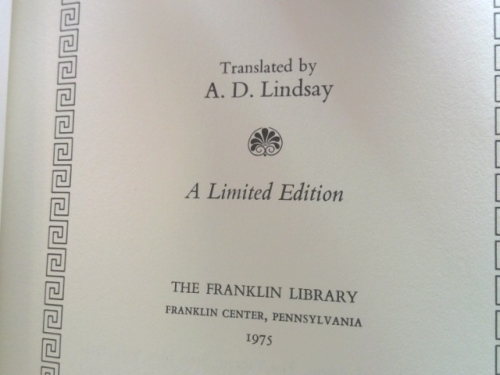 Translated by
A. D. Lindsay
A Limited Edition
THE FRANKLIN LIBRARY
FRANKLIN CENTER, PENNSYLVANIA
1975